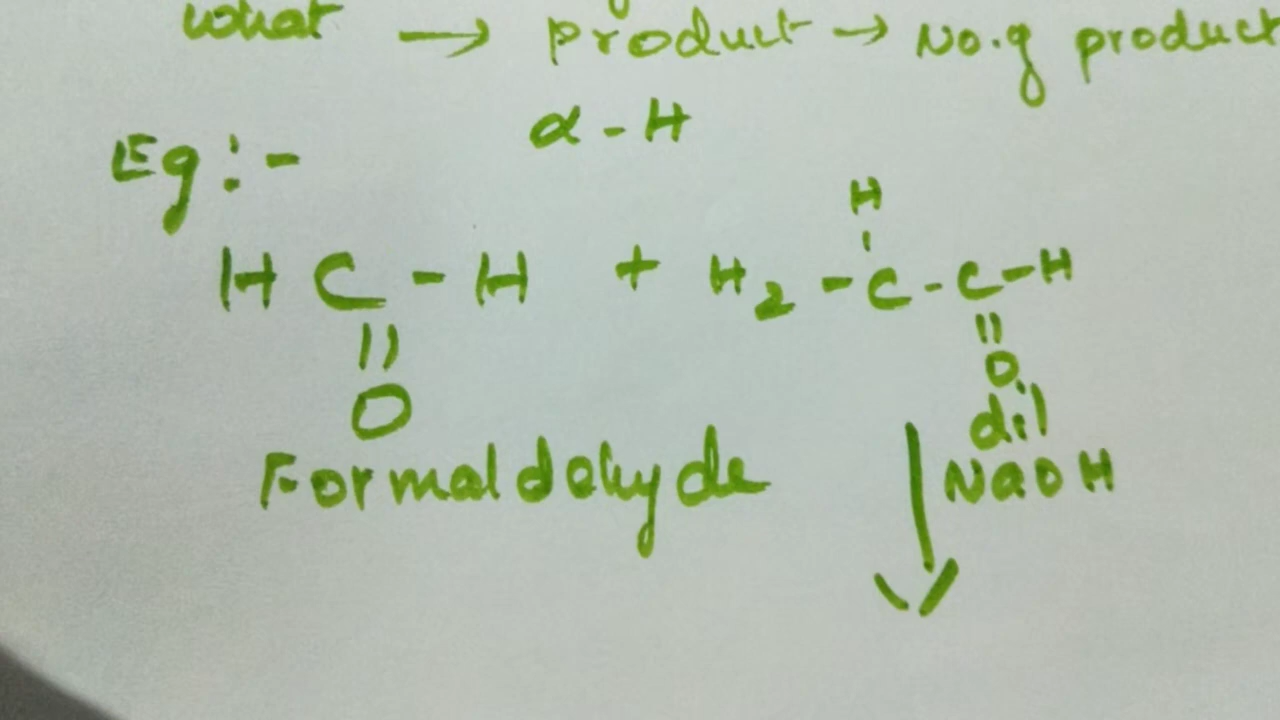 what → product → No.of product
α-H
Eg:-
H
H C - H + H2 - C - C - H
|| ||
O O
dil
Formaldehyde NaOH